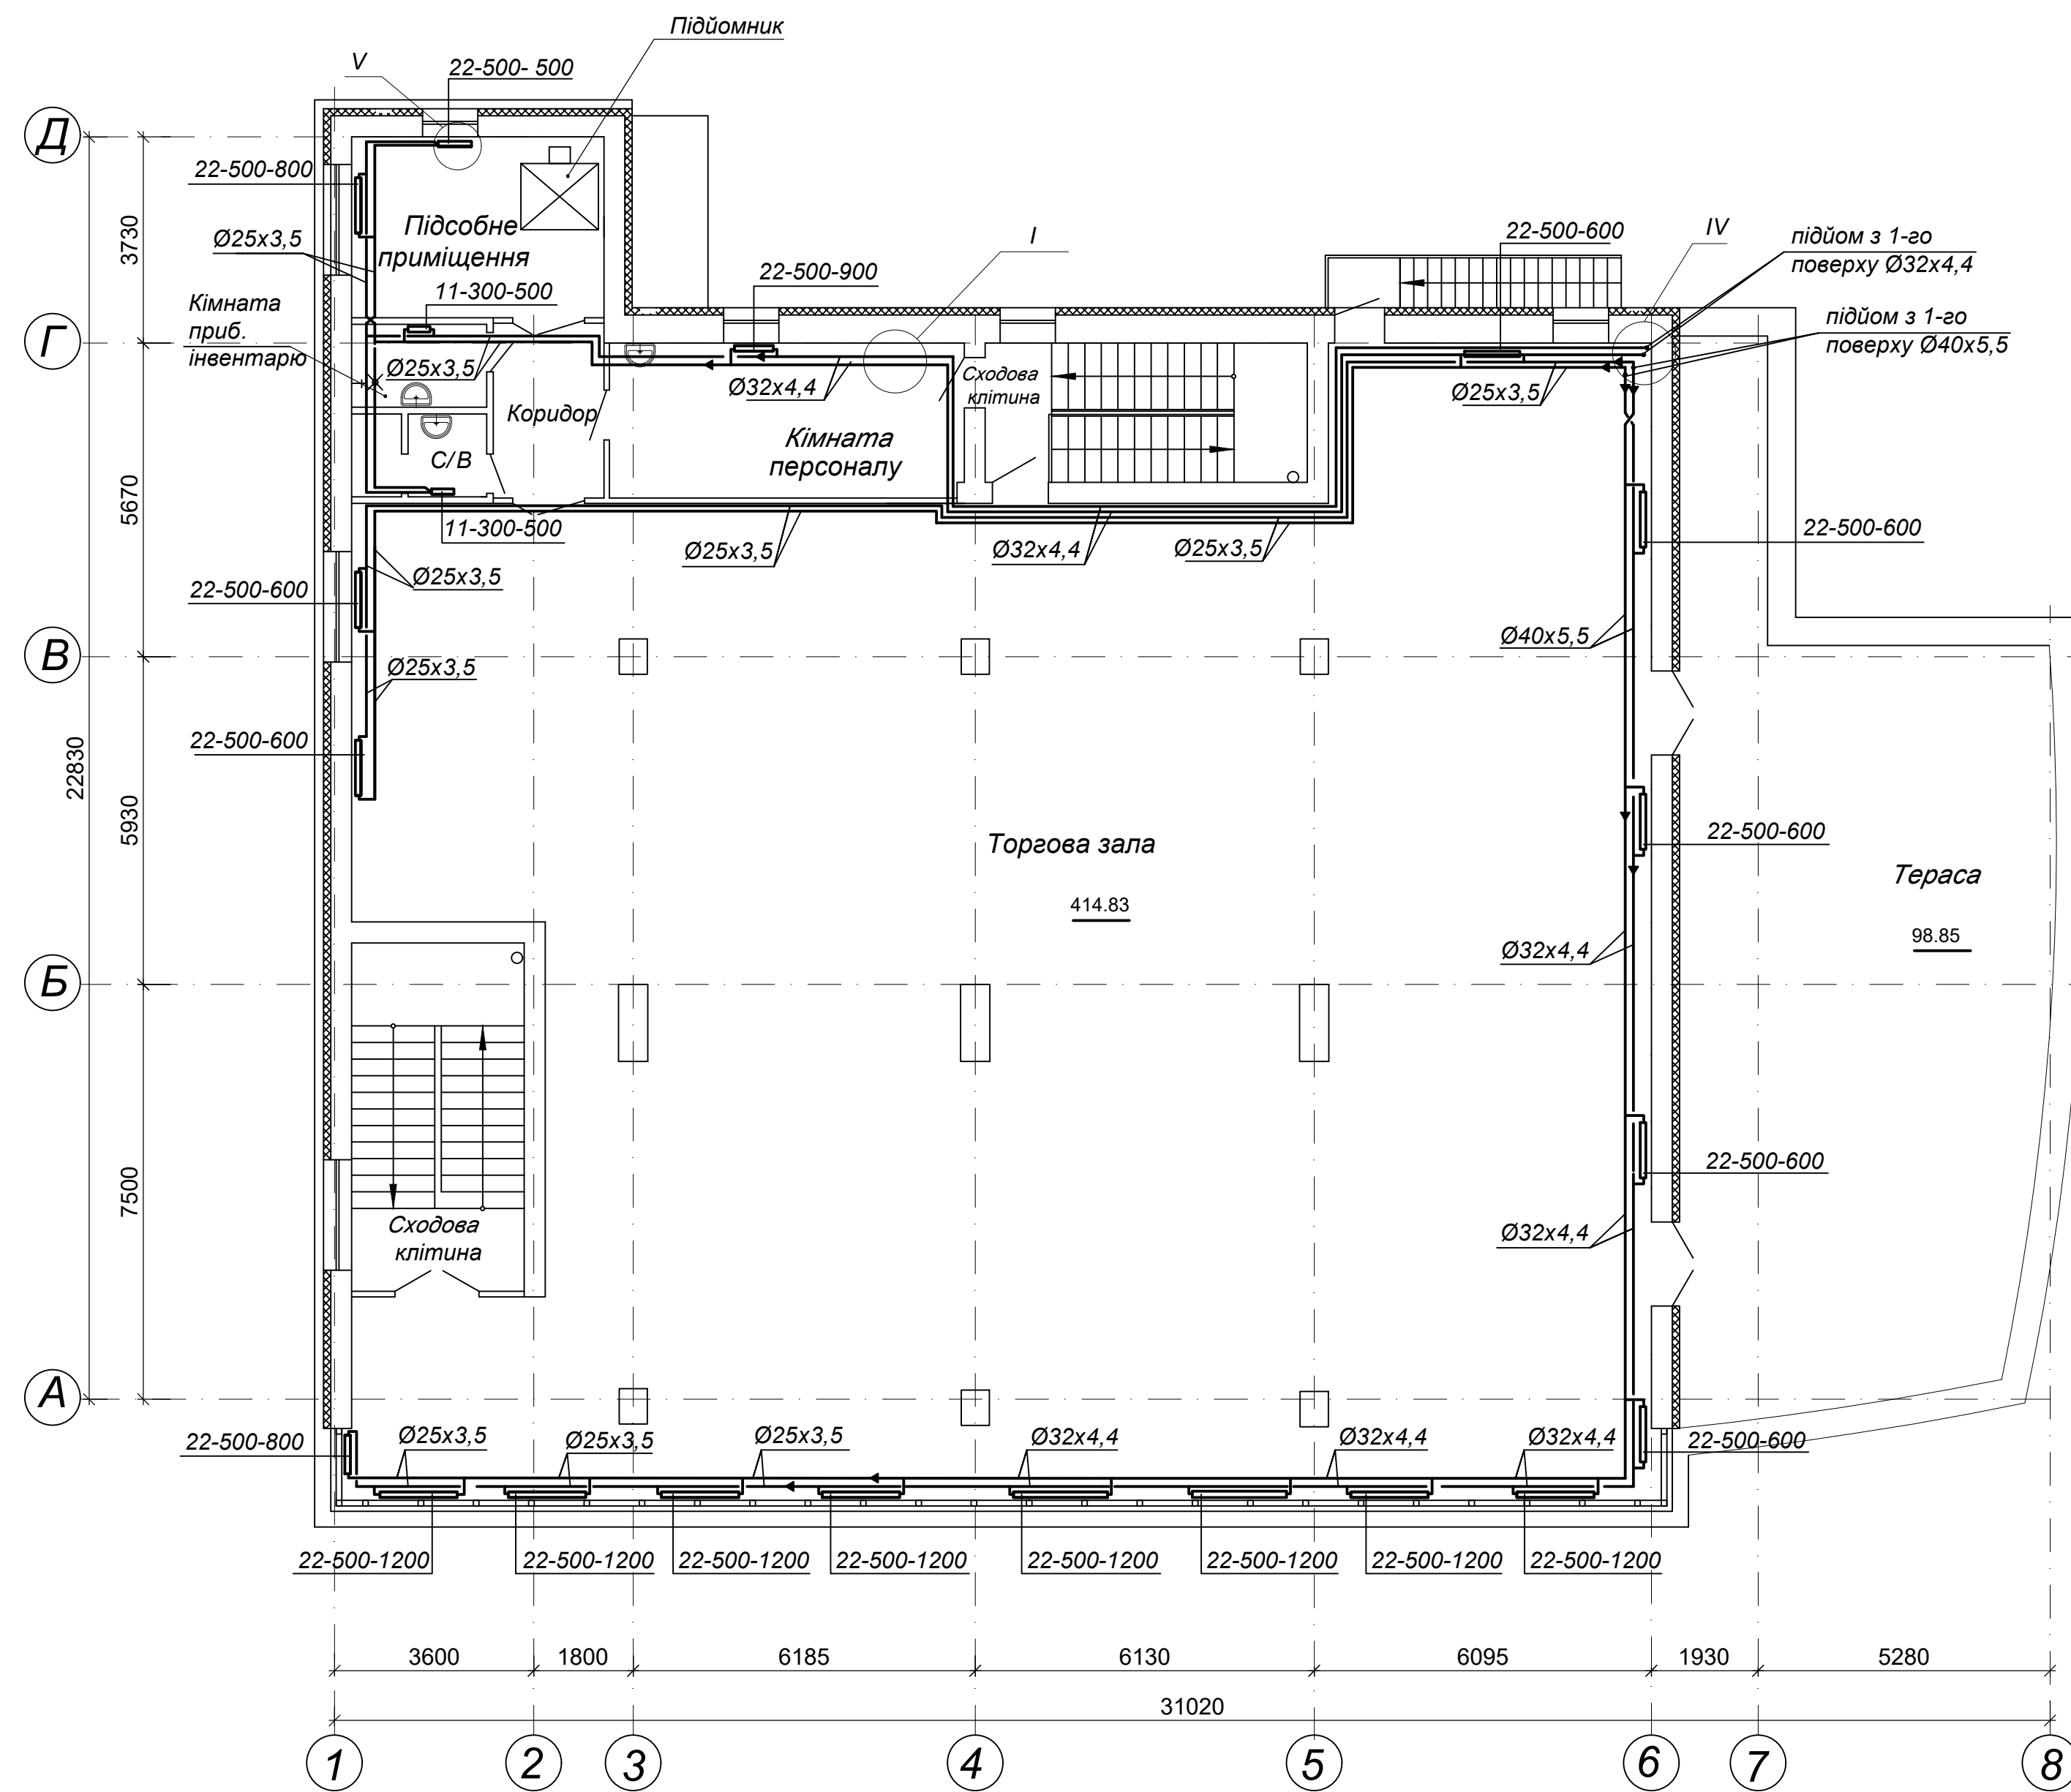 Підйомник
V
22-500- 500
Д
22-500-800
Підсобне
приміщення
Ø25x3,5
3730
I
22-500-600
IV
підйом з 1-го
поверху Ø32x4,4
22-500-900
11-300-500
Кімната
приб.
інвентарю
підйом з 1-го
поверху Ø40x5,5
Г
Ø25x3,5
Ø32x4,4
Сходова
клітина
Ø25x3,5
Коридор
Кімната
персоналу
С/В
5670
11-300-500
Ø25x3,5
Ø32x4,4
Ø25x3,5
22-500-600
Ø25x3,5
22-500-600
Ø40x5,5
В
Ø25x3,5
22-500-600
22830
5930
Торгова зала
414.83
22-500-600
Тераса
98.85
Ø32x4,4
Б
22-500-600
7500
Сходова
клітина
Ø32x4,4
А
22-500-800
Ø25x3,5
Ø25x3,5
Ø25x3,5
Ø32x4,4
Ø32x4,4
Ø32x4,4
22-500-600
22-500-1200
22-500-1200
22-500-1200
22-500-1200
22-500-1200
22-500-1200
22-500-1200
22-500-1200
3600
1800
6185
6130
6095
1930
5280
31020
1
2
3
4
5
6
7
8